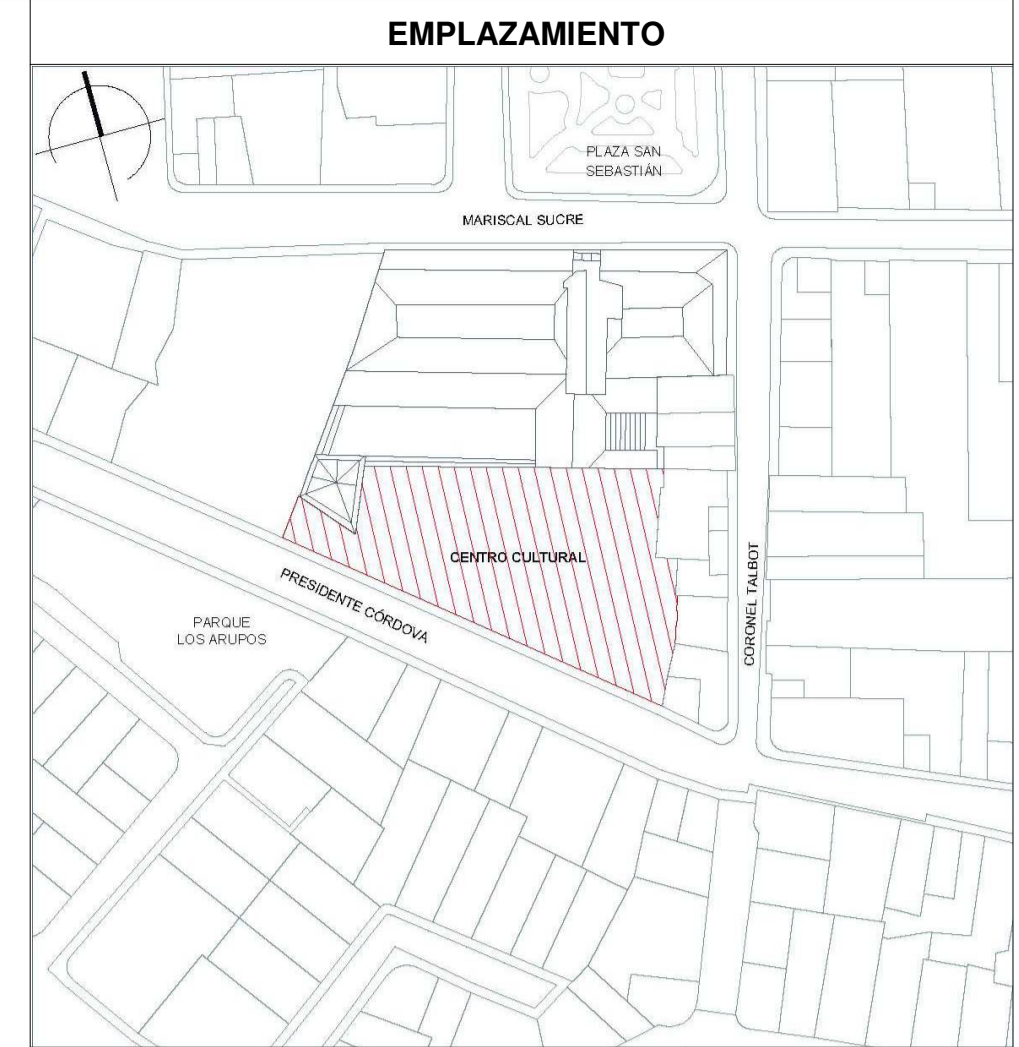 EMPLAZAMIENTO
PLAZA SAN
SEBASTIÁN
MARISCAL SUCRE
CENTRO CULTURAL
CORONEL TALBOT
PRESIDENTE CÓRDOVA
PARQUE
LOS ARUPOS